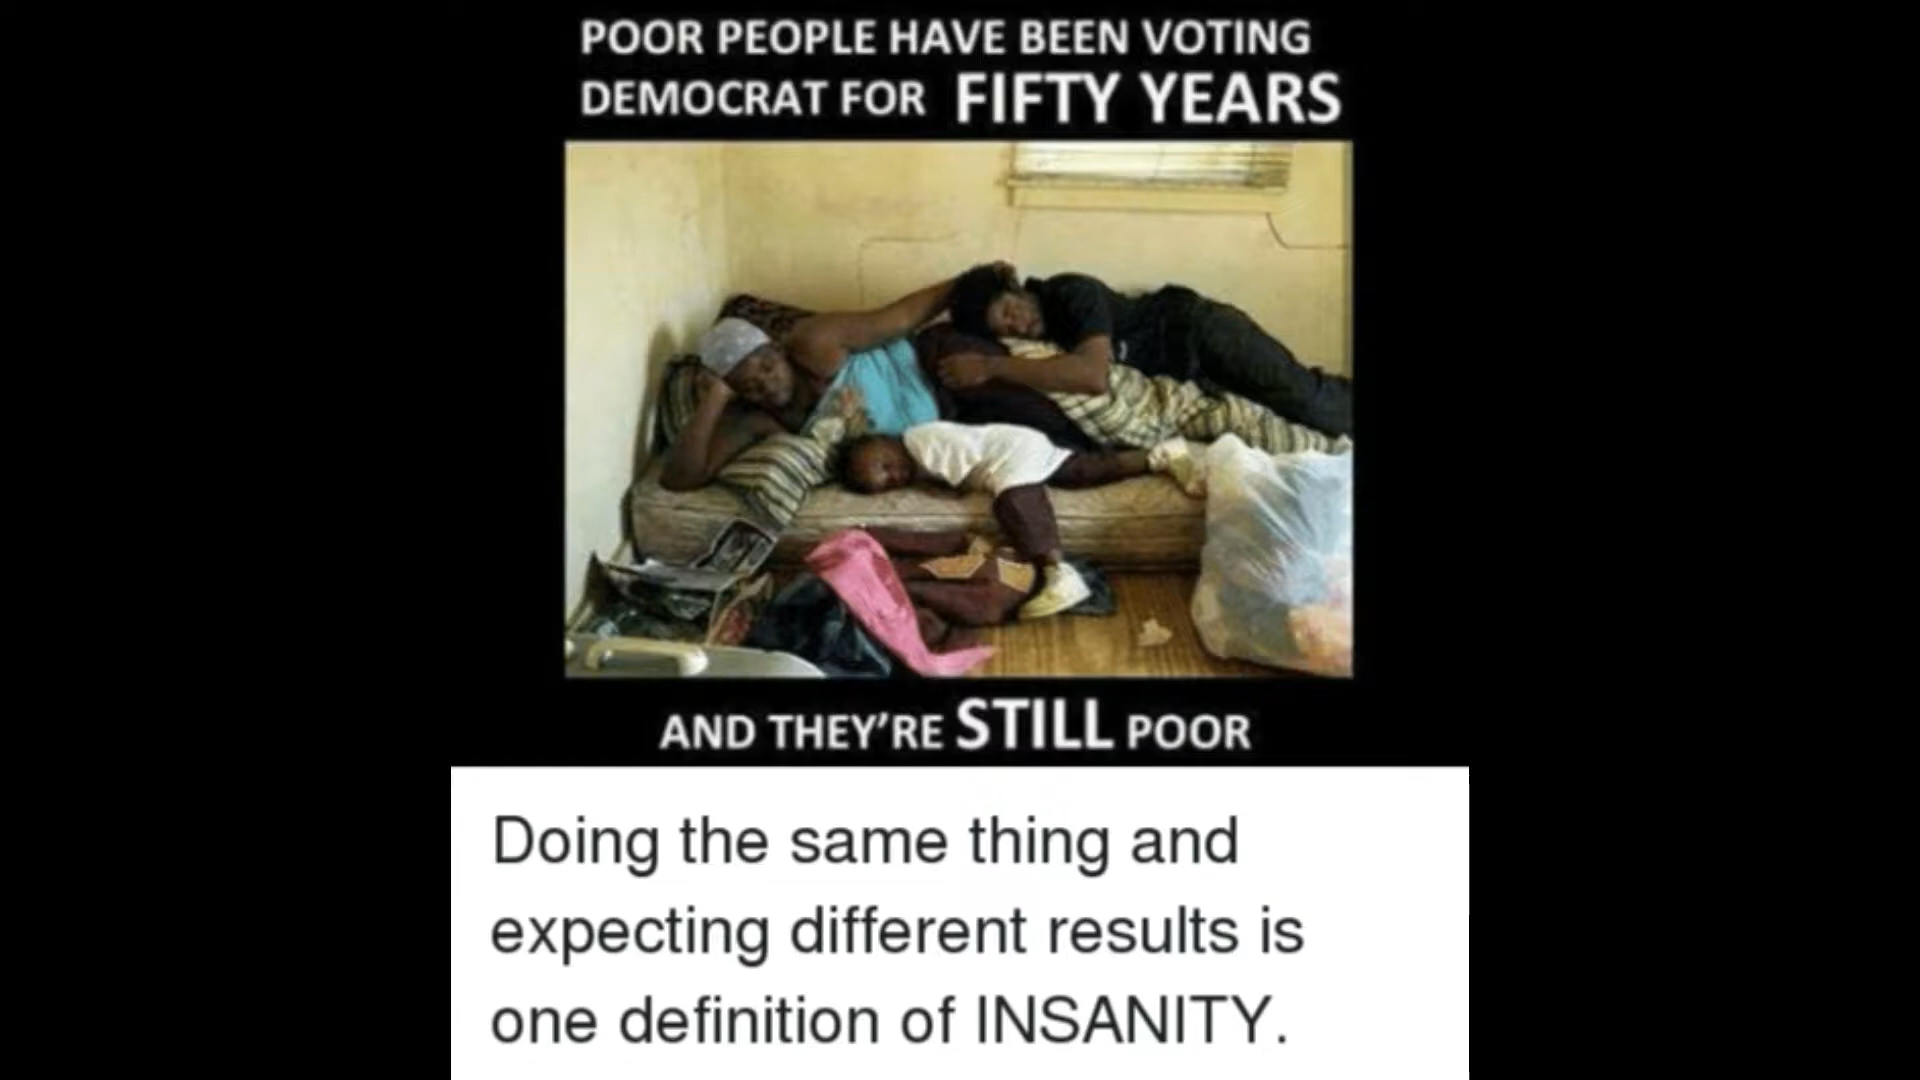 POOR PEOPLE HAVE BEEN VOTING
DEMOCRAT FOR FIFTY YEARS
AND THEY'RE STILL POOR
Doing the same thing and
expecting different results is
one definition of INSANITY.